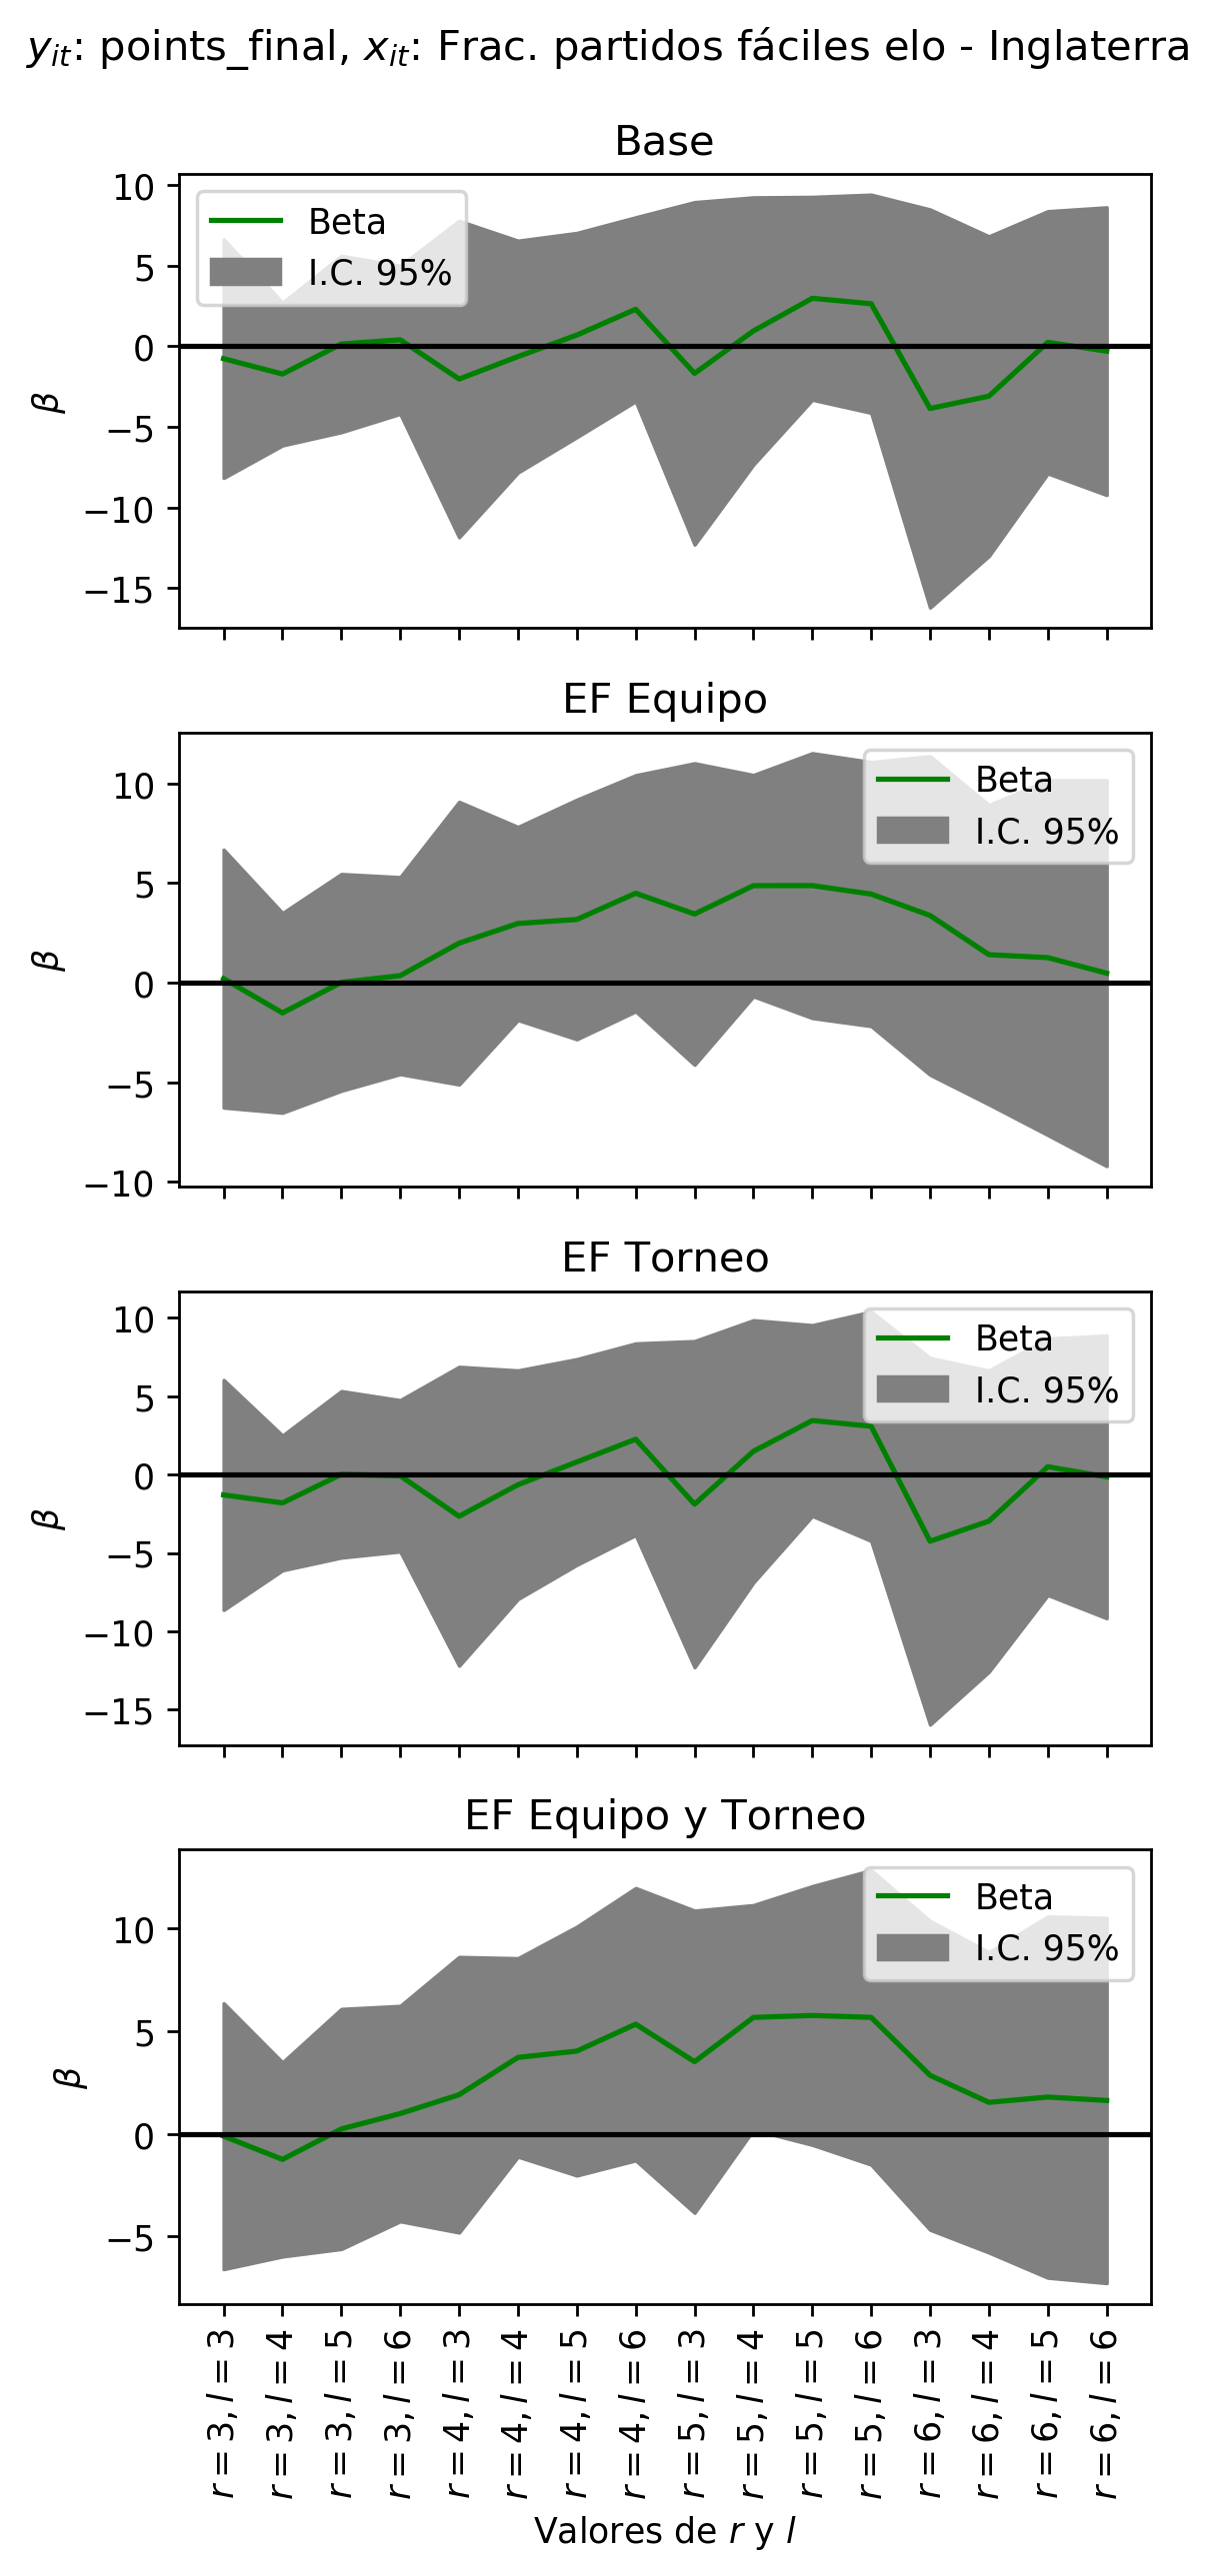 y_it: points_final, x_it: Frac. partidos fáciles elo - Inglaterra
Base
10
5
0
−5
−10
−15
β
Beta
I.C. 95%
EF Equipo
10
5
0
−5
−10
β
Beta
I.C. 95%
EF Torneo
10
5
0
−5
−10
−15
β
Beta
I.C. 95%
EF Equipo y Torneo
10
5
0
−5
β
Beta
I.C. 95%
r = 3, l = 3
r = 3, l = 4
r = 3, l = 5
r = 3, l = 6
r = 4, l = 3
r = 4, l = 4
r = 4, l = 5
r = 4, l = 6
r = 5, l = 3
r = 5, l = 4
r = 5, l = 5
r = 5, l = 6
r = 6, l = 3
r = 6, l = 4
r = 6, l = 5
r = 6, l = 6
Valores de r y l